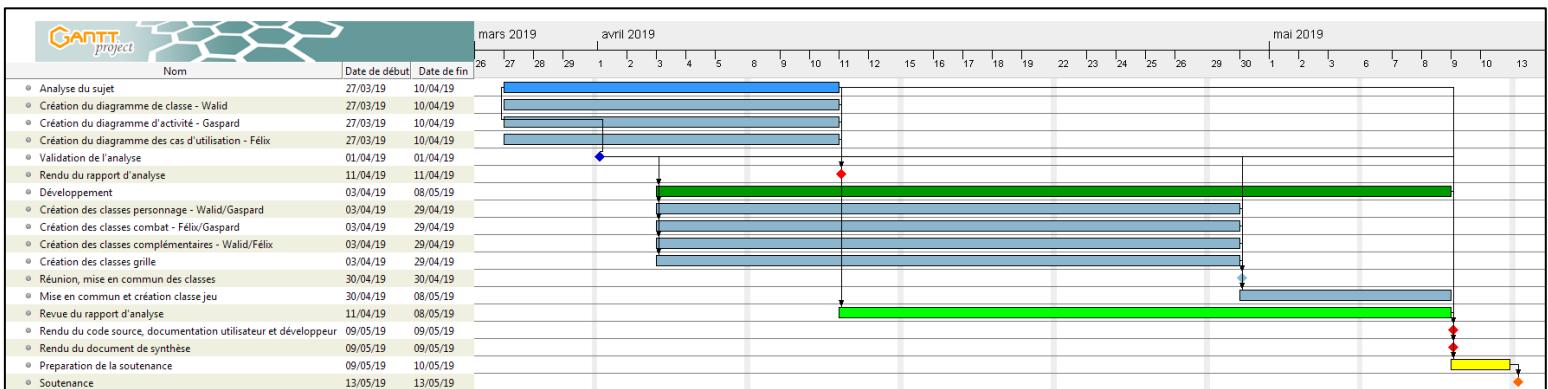 GANTT
project
mars 2019 avril 2019 mai 2019
Nom Date de début Date de fin 26 27 28 29 1 2 3 4 5 8 9 10 11 12 15 16 17 18 19 22 23 24 25 26 29 30 1 2 3 6 7 8 9 10 13
Analyse du sujet 27/03/19 10/04/19
Création du diagramme de classe - Walid 27/03/19 10/04/19
Création du diagramme d'activité - Gaspard 27/03/19 10/04/19
Création du diagramme des cas d'utilisation - Félix 27/03/19 10/04/19
Validation de l'analyse 01/04/19 01/04/19
Rendu du rapport d'analyse 11/04/19 11/04/19
Développement 03/04/19 08/05/19
Création des classes personnage - Walid/Gaspard 03/04/19 29/04/19
Création des classes combat - Félix/Gaspard 03/04/19 29/04/19
Création des classes complémentaires - Walid/Félix 03/04/19 29/04/19
Création des classes grille 03/04/19 29/04/19
Réunion, mise en commun des classes 30/04/19 30/04/19
Mise en commun et création classe jeu 30/04/19 08/05/19
Revue du rapport d'analyse 11/04/19 08/05/19
Rendu du code source, documentation utilisateur et développeur 09/05/19 09/05/19
Rendu du document de synthèse 09/05/19 09/05/19
Preparation de la soutenance 09/05/19 10/05/19
Soutenance 13/05/19 13/05/19